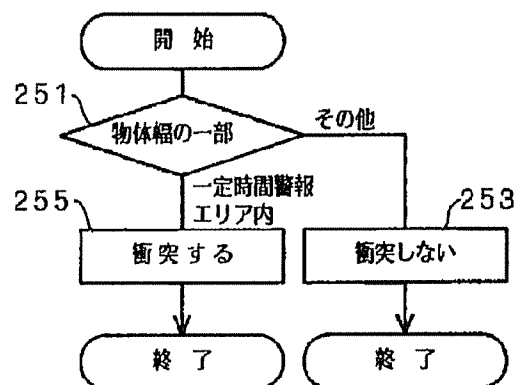 開始
251
物体幅の一部
その他
一定時間警報
エリア内
255
衝突する
253
衝突しない
終了
終了